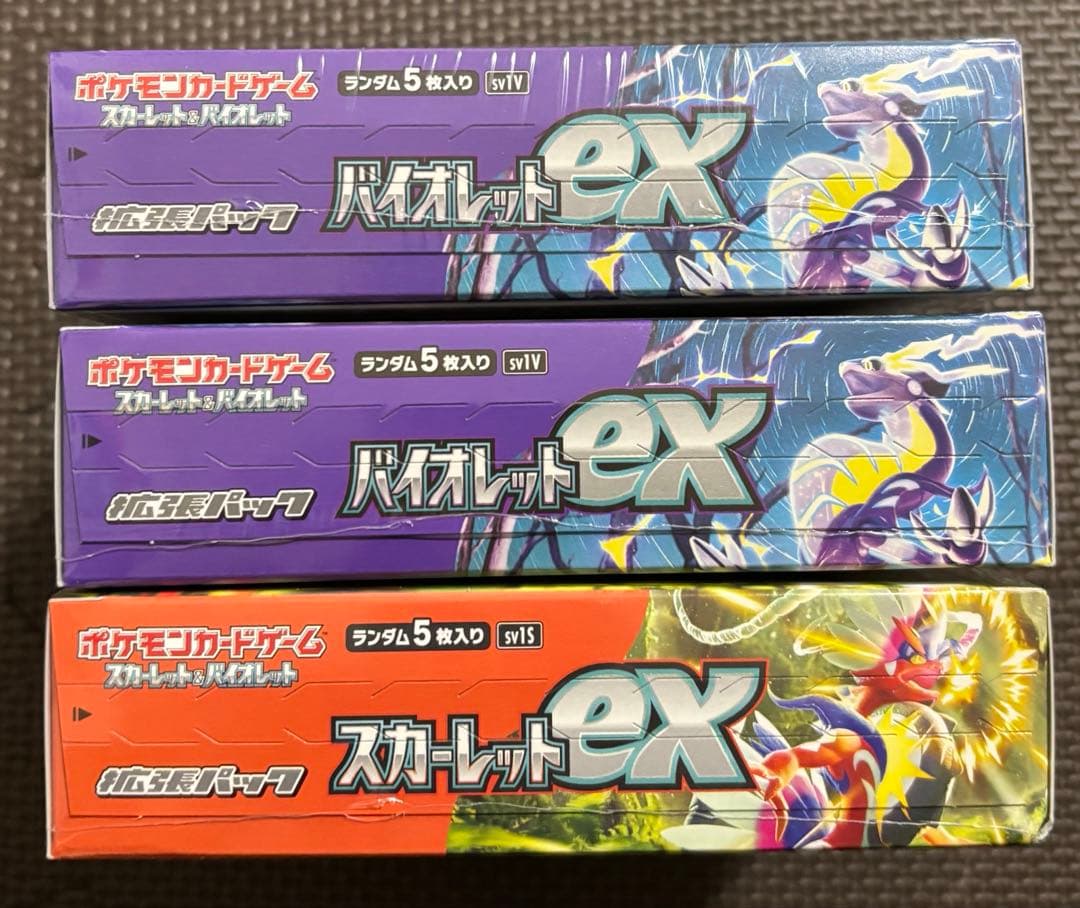 ポケモンカードゲーム ランダム5枚入り sv1V
スカーレット&バイオレット
バイオレットex
拡張パック
ポケモンカードゲーム ランダム5枚入り sv1V
スカーレット&バイオレット
バイオレットex
拡張パック
ポケモンカードゲーム ランダム5枚入り sv1S
スカーレット&バイオレット
スカーレットex
拡張パック